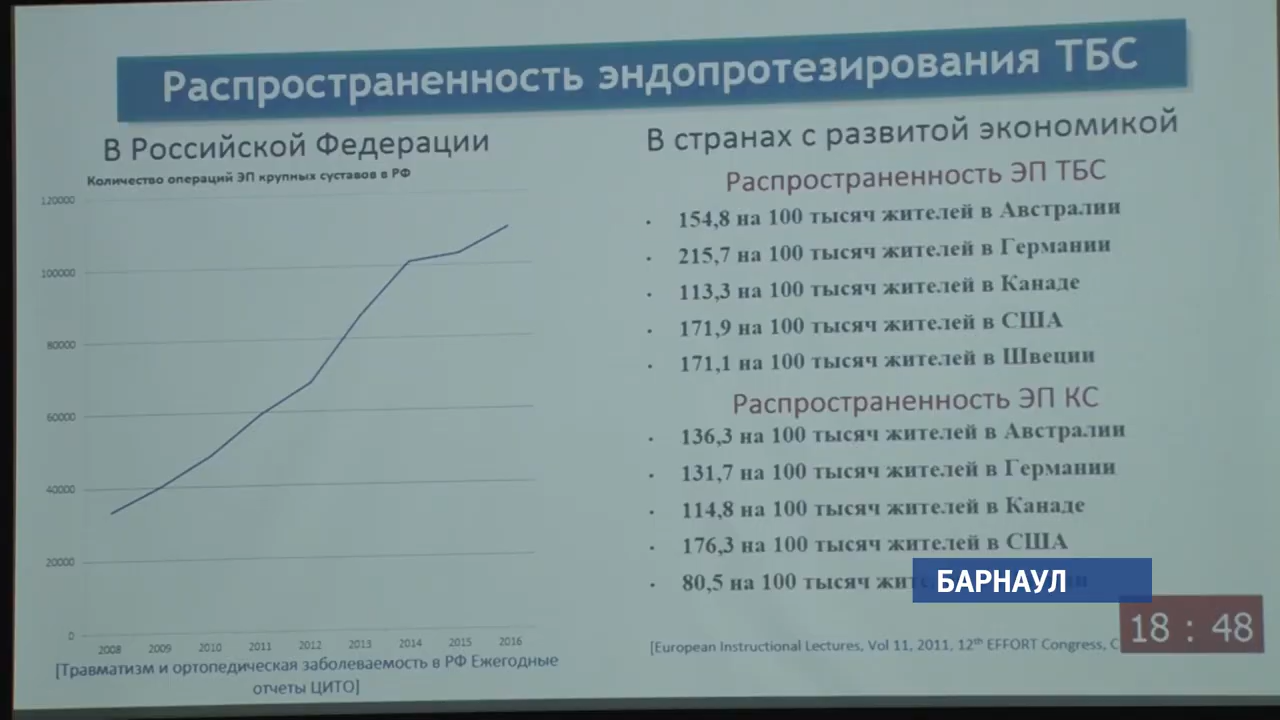 Распространенность эндопротезирования ТБС
В Российской Федерации
Количество операций ЭП крупных суставов в РФ
120000
100000
80000
60000
40000
20000
0
2008 2009 2010 2011 2012 2013 2014 2015 2016
[Травматизм и ортопедическая заболеваемость в РФ Ежегодные
отчеты ЦИТО]
В странах с развитой экономикой
Распространенность ЭП ТБС
• 154,8 на 100 тысяч жителей в Австралии
• 215,7 на 100 тысяч жителей в Германии
• 113,3 на 100 тысяч жителей в Канаде
• 171,9 на 100 тысяч жителей в США
• 171,1 на 100 тысяч жителей в Швеции
Распространенность ЭП КС
• 136,3 на 100 тысяч жителей в Австралии
• 131,7 на 100 тысяч жителей в Германии
• 114,8 на 100 тысяч жителей в Канаде
• 176,3 на 100 тысяч жителей в США
• 80,5 на 100 тысяч
БАРНАУЛ
[European Instructional Lectures, Vol 11, 2011, 12th EFFORT Congress,
18 : 48